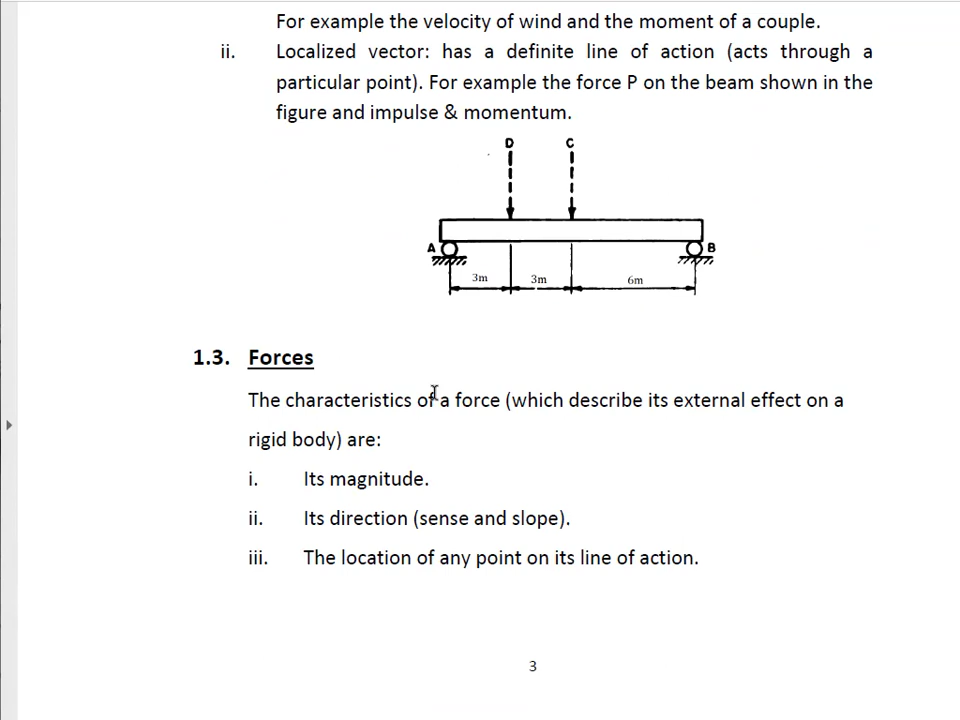 For example the velocity of wind and the moment of a couple.
ii. Localized vector: has a definite line of action (acts through a
particular point). For example the force P on the beam shown in the
figure and impulse & momentum.
D C
A B
3m 3m 6m
1.3. Forces
The characteristics of a force (which describe its external effect on a
rigid body) are:
i. Its magnitude.
ii. Its direction (sense and slope).
iii. The location of any point on its line of action.
3